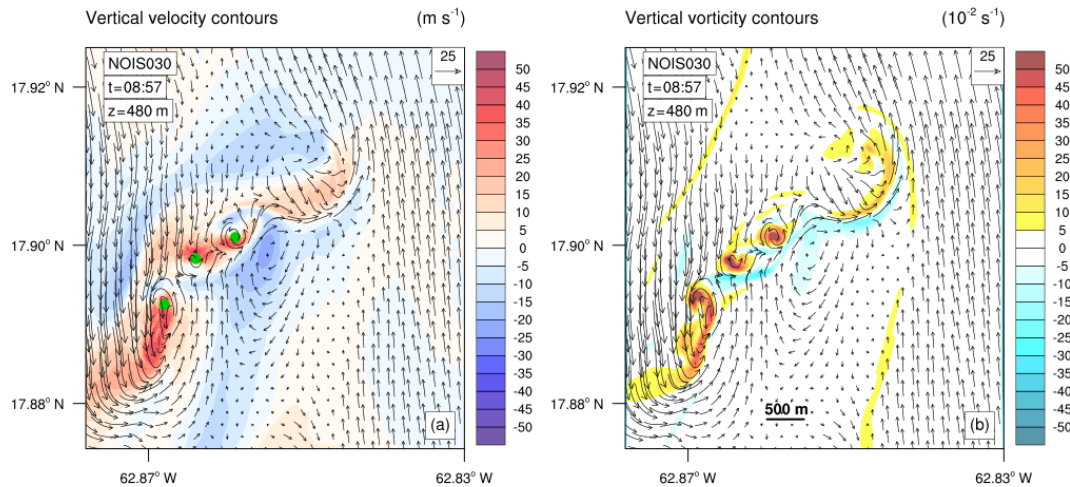 Vertical velocity contours (m s⁻¹)
NOIS030
t=08:57
z=480 m
25
17.92° N
17.90° N
17.88° N
62.87° W 62.83° W
(a)
50
45
40
35
30
25
20
15
10
5
0
-5
-10
-15
-20
-25
-30
-35
-40
-45
-50
Vertical vorticity contours (10⁻² s⁻¹)
NOIS030
t=08:57
z=480 m
25
17.92° N
17.90° N
17.88° N
500 m
(b)
62.87° W 62.83° W
50
45
40
35
30
25
20
15
10
5
0
-5
-10
-15
-20
-25
-30
-35
-40
-45
-50